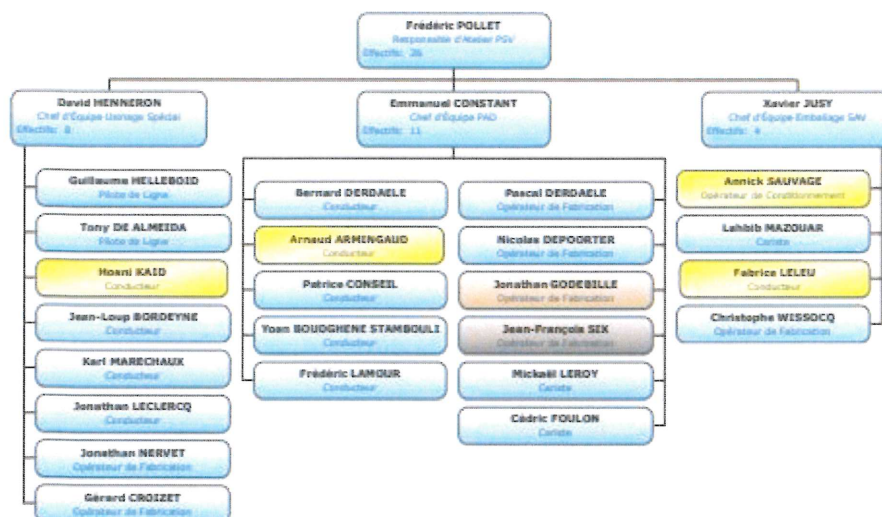 Frédéric POLLET
Responsable d'Atelier PSV
Effectifs: 26
David HENNERON
Chef d'Équipe Usinage Spécial
Effectifs: 8
Emmanuel CONSTANT
Chef d'Équipe PAD
Effectifs: 11
Xavier JUSY
Chef d'Équipe Emballage SAV
Effectifs: 4
Guillaume HELLEBOID
Pilote de Ligne
Tony DE ALMEIDA
Pilote de Ligne
Hosni KAID
Conducteur
Jean-Loup BORDEYNE
Conducteur
Karl MARECHAUX
Conducteur
Jonathan LECLERCQ
Conducteur
Jonathan NERVET
Opérateur de Fabrication
Gérard CROIZET
Opérateur de Fabrication
Bernard DERDAELE
Conducteur
Arnaud ARMENGAUD
Conducteur
Patrice CONSEIL
Conducteur
Yoan BOUDGHENE STAMBOULI
Conducteur
Frédéric LAMOUR
Conducteur
Pascal DERDAELE
Opérateur de Fabrication
Nicolas DEPOORTER
Opérateur de Fabrication
Jonathan GODEBILLE
Opérateur de Fabrication
Jean-François SIX
Opérateur de Fabrication
Mickaël LEROY
Cariste
Cédric FOULON
Cariste
Annick SAUVAGE
Opérateur de Conditionnement
Lahbib MAZOUAR
Cariste
Fabrice LELEU
Conducteur
Christophe WISSOCQ
Opérateur de Fabrication